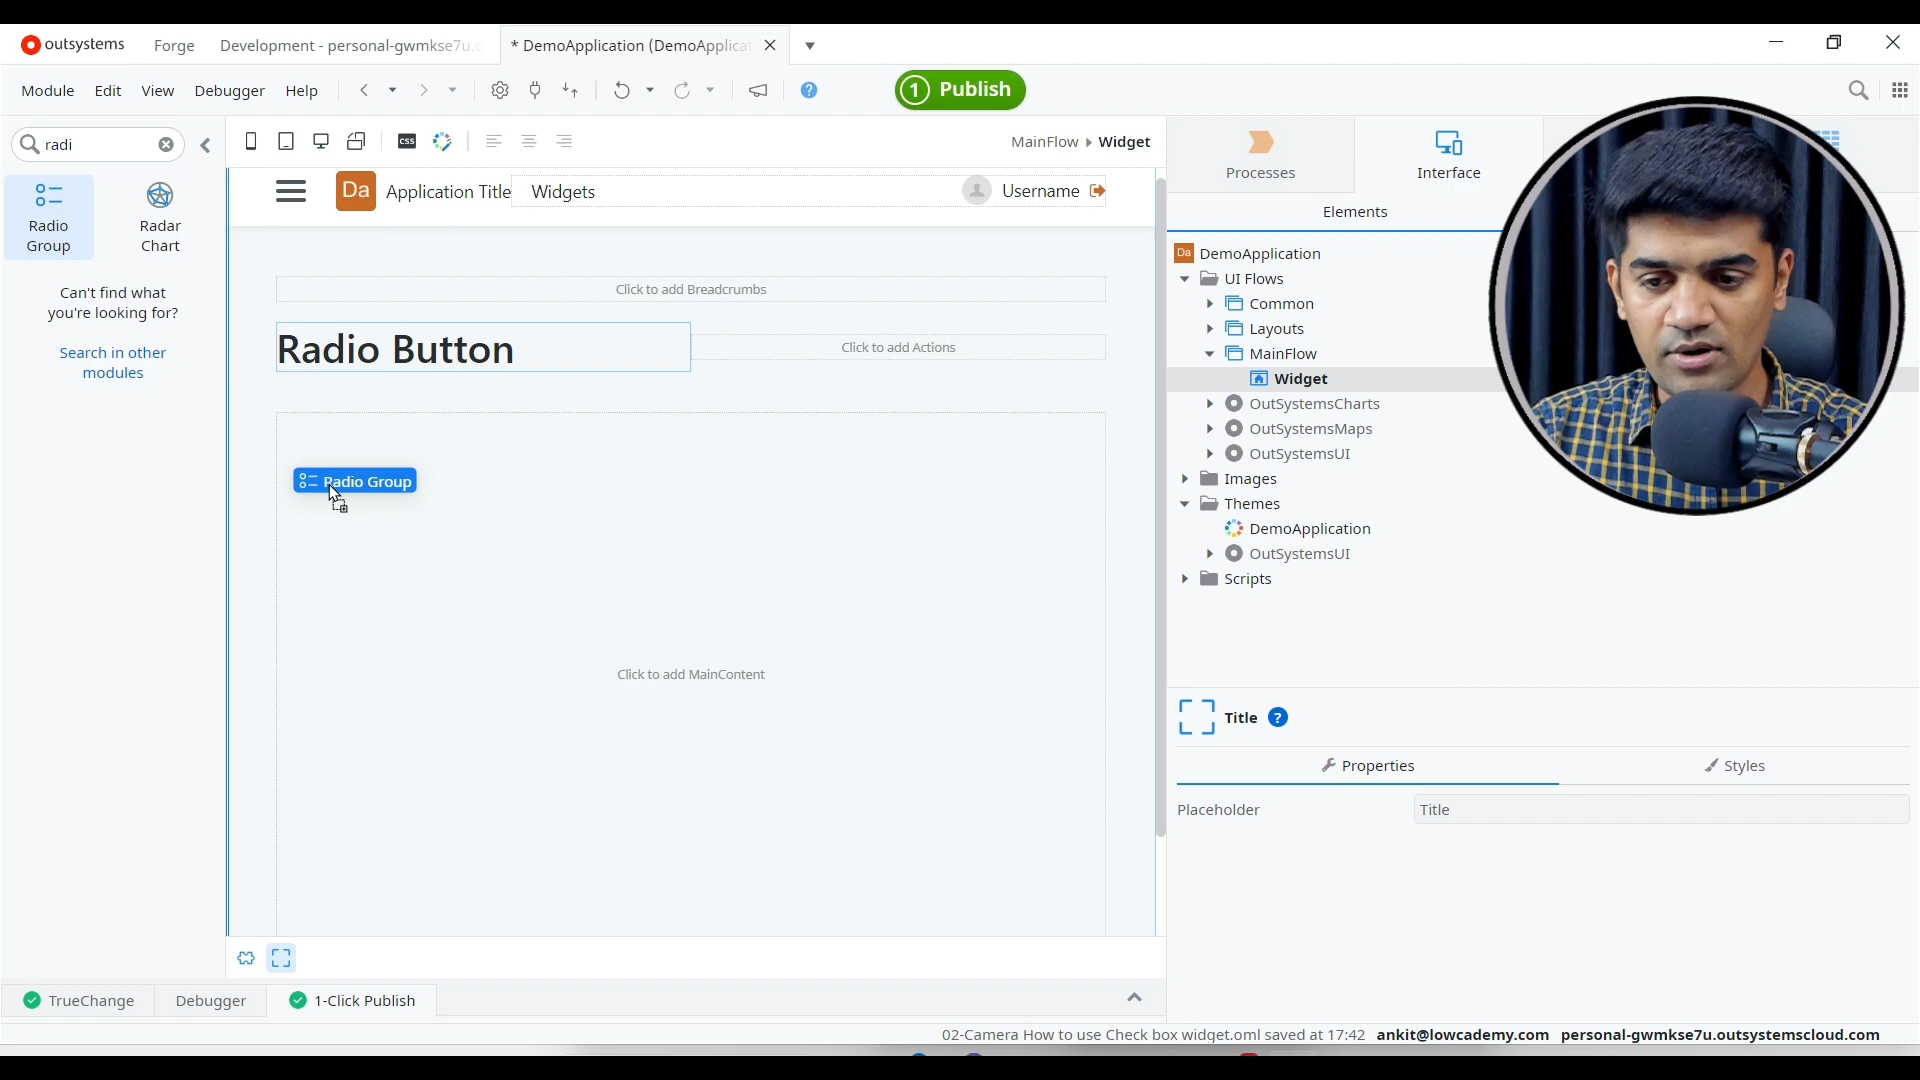 outsystems
Forge
Development - personal-gwmkse7u.o
* DemoApplication (DemoApplicat
Module Edit View Debugger Help
1 Publish
radi
css
MainFlow Widget
Processes
Interface
Radio
Group
Radar
Chart
Can't find what
you're looking for?
Search in other
modules
Da Application Title
Widgets
Username
Click to add Breadcrumbs
Radio Button
Click to add Actions
Radio Group
Click to add MainContent
Elements
Da DemoApplication
UI Flows
Common
Layouts
MainFlow
Widget
OutSystemsCharts
OutSystemsMaps
OutSystemsUI
Images
Themes
DemoApplication
OutSystemsUI
Scripts
Title ?
Properties
Styles
Placeholder
Title
TrueChange
Debugger
1-Click Publish
02-Camera How to use Check box widget.oml saved at 17:42 ankit@lowcademy.com personal-gwmkse7u.outsystemscloud.com